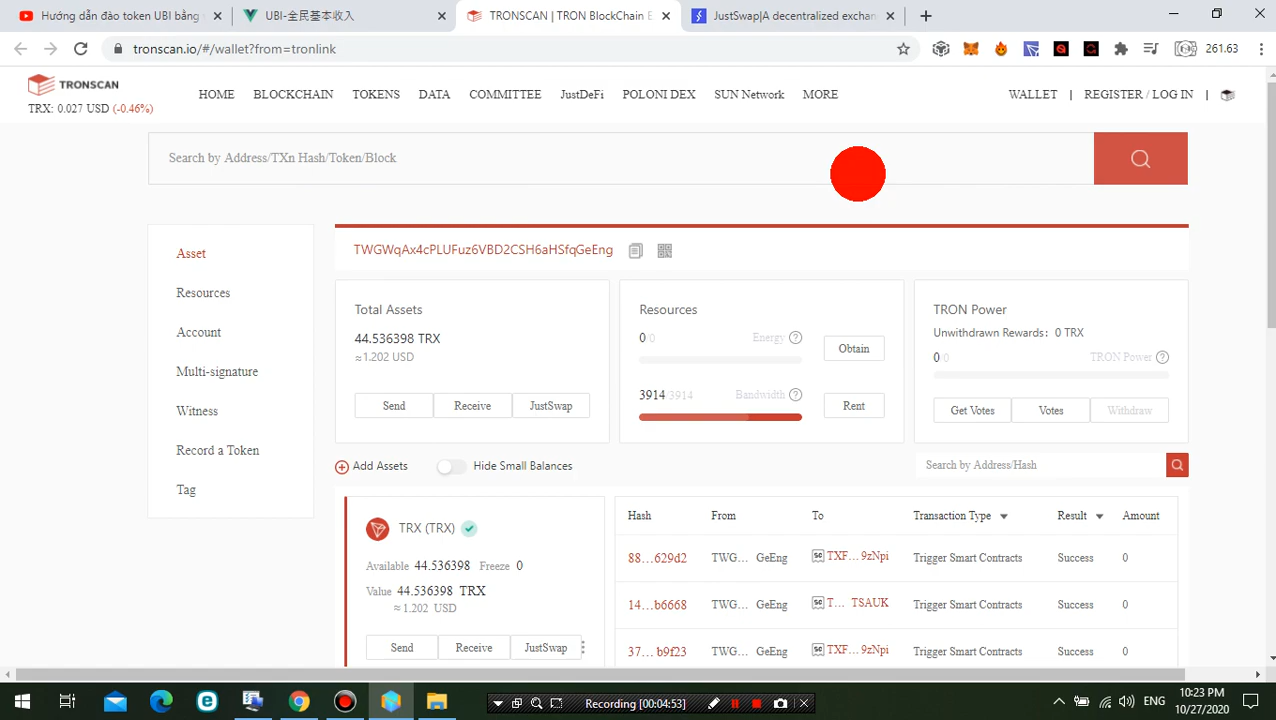 Hướng dẫn đào token UBI bằng
UBI-全民基本收入
TRONSCAN | TRON BlockChain E
JustSwap|A decentralized exchan
tronscan.io/#/wallet?from=tronlink
261.63
TRONSCAN
TRX: 0.027 USD (-0.46%)
HOME BLOCKCHAIN TOKENS DATA COMMITTEE JustDeFi POLONI DEX SUN Network MORE
WALLET | REGISTER / LOG IN |
Search by Address/TXn Hash/Token/Block
Asset
Resources
Account
Multi-signature
Witness
Record a Token
Tag
TWGWqAx4cPLUFuz6VBD2CSH6aHSfqGeEng
Total Assets
44.536398 TRX
≈1.202 USD
Send Receive JustSwap
Resources
0/0 Energy ?
Obtain
3914/3914 Bandwidth ?
Rent
TRON Power
Unwithdrawn Rewards: 0 TRX
0/0 TRON Power ?
Get Votes Votes Withdraw
Add Assets Hide Small Balances
Search by Address/Hash
TRX (TRX)
Available 44.536398 Freeze 0
Value 44.536398 TRX
≈1.202 USD
Send Receive JustSwap
Hash From To Transaction Type Result Amount
88...629d2 TWG... GeEng TXF...9zNpi Trigger Smart Contracts Success 0
14...b6668 TWG... GeEng T... TSAUK Trigger Smart Contracts Success 0
37...b9f23 TWG... GeEng TXF...9zNpi Trigger Smart Contracts Success 0
Recording [00:04:53]
ENG
10:23 PM
10/27/2020